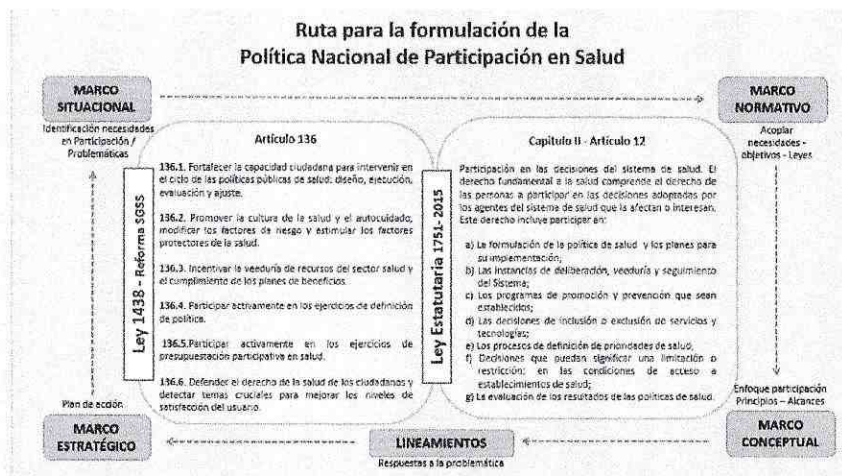 Ruta para la formulación de la
Política Nacional de Participación en Salud
MARCO
SITUACIONAL
Identificación necesidades
en Participación /
Problemáticas
MARCO
NORMATIVO
Acoplar
necesidades -
objetivos - Leyes
Ley 1438 - Reforma SGSS
Artículo 136
136.1. Fortalecer la capacidad ciudadana para intervenir en
el ciclo de las políticas públicas de salud: diseño, ejecución,
evaluación y ajuste.
136.2. Promover la cultura de la salud y el autocuidado,
modificar los factores de riesgo y estimular los factores
protectores de la salud.
136.3. Incentivar la veeduría de recursos del sector salud y
el cumplimiento de los planes de beneficios.
136.4. Participar activamente en los ejercicios de definición
de política.
136.5.Participar activamente en los ejercicios de
presupuestación participativa en salud.
136.6. Defender el derecho de la salud de los ciudadanos y
detectar temas cruciales para mejorar los niveles de
satisfacción del usuario.
Ley Estatutaria 1751-2015
Capitulo II - Artículo 12
Participación en las decisiones del sistema de salud. El
derecho fundamental a la salud comprende el derecho de
las personas a participar en las decisiones adoptadas por
los agentes del sistema de salud que la afectan o interesan.
Este derecho incluye participar en:
a) La formulación de la política de salud y los planes para
su implementación;
b) Las instancias de deliberación, veeduría y seguimiento
del Sistema;
c) Los programas de promoción y prevención que sean
establecidos;
d) Las decisiones de inclusión o exclusión de servicios y
tecnologías;
e) Los procesos de definición de prioridades de salud;
f) Decisiones que puedan significar una limitación o
restricción; en las condiciones de acceso a
establecimientos de salud;
g) La evaluación de los resultados de las políticas de salud.
Plan de acción
MARCO
ESTRATÉGICO
LINEAMIENTOS
Respuestas a la problemática
Enfoque participación
Principios – Alcances
MARCO
CONCEPTUAL